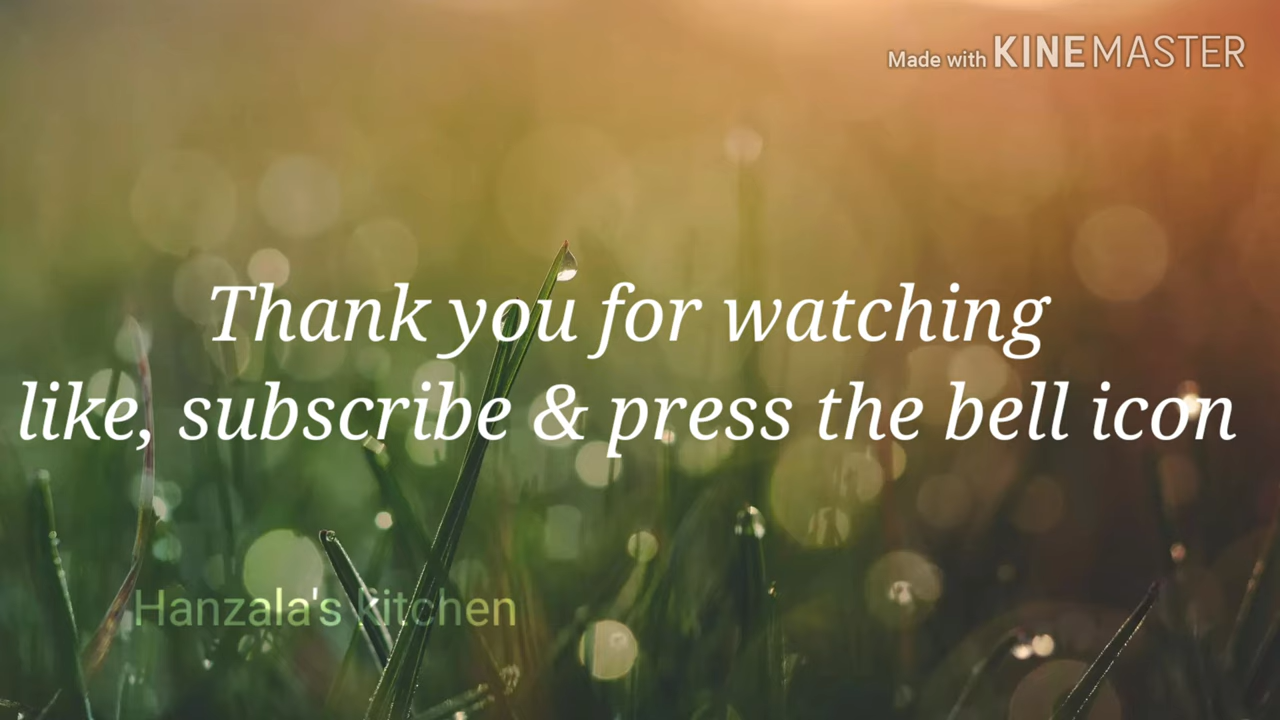 Made with KINEMASTER
Thank you for watching
like, subscribe & press the bell icon
Hanzala's kitchen